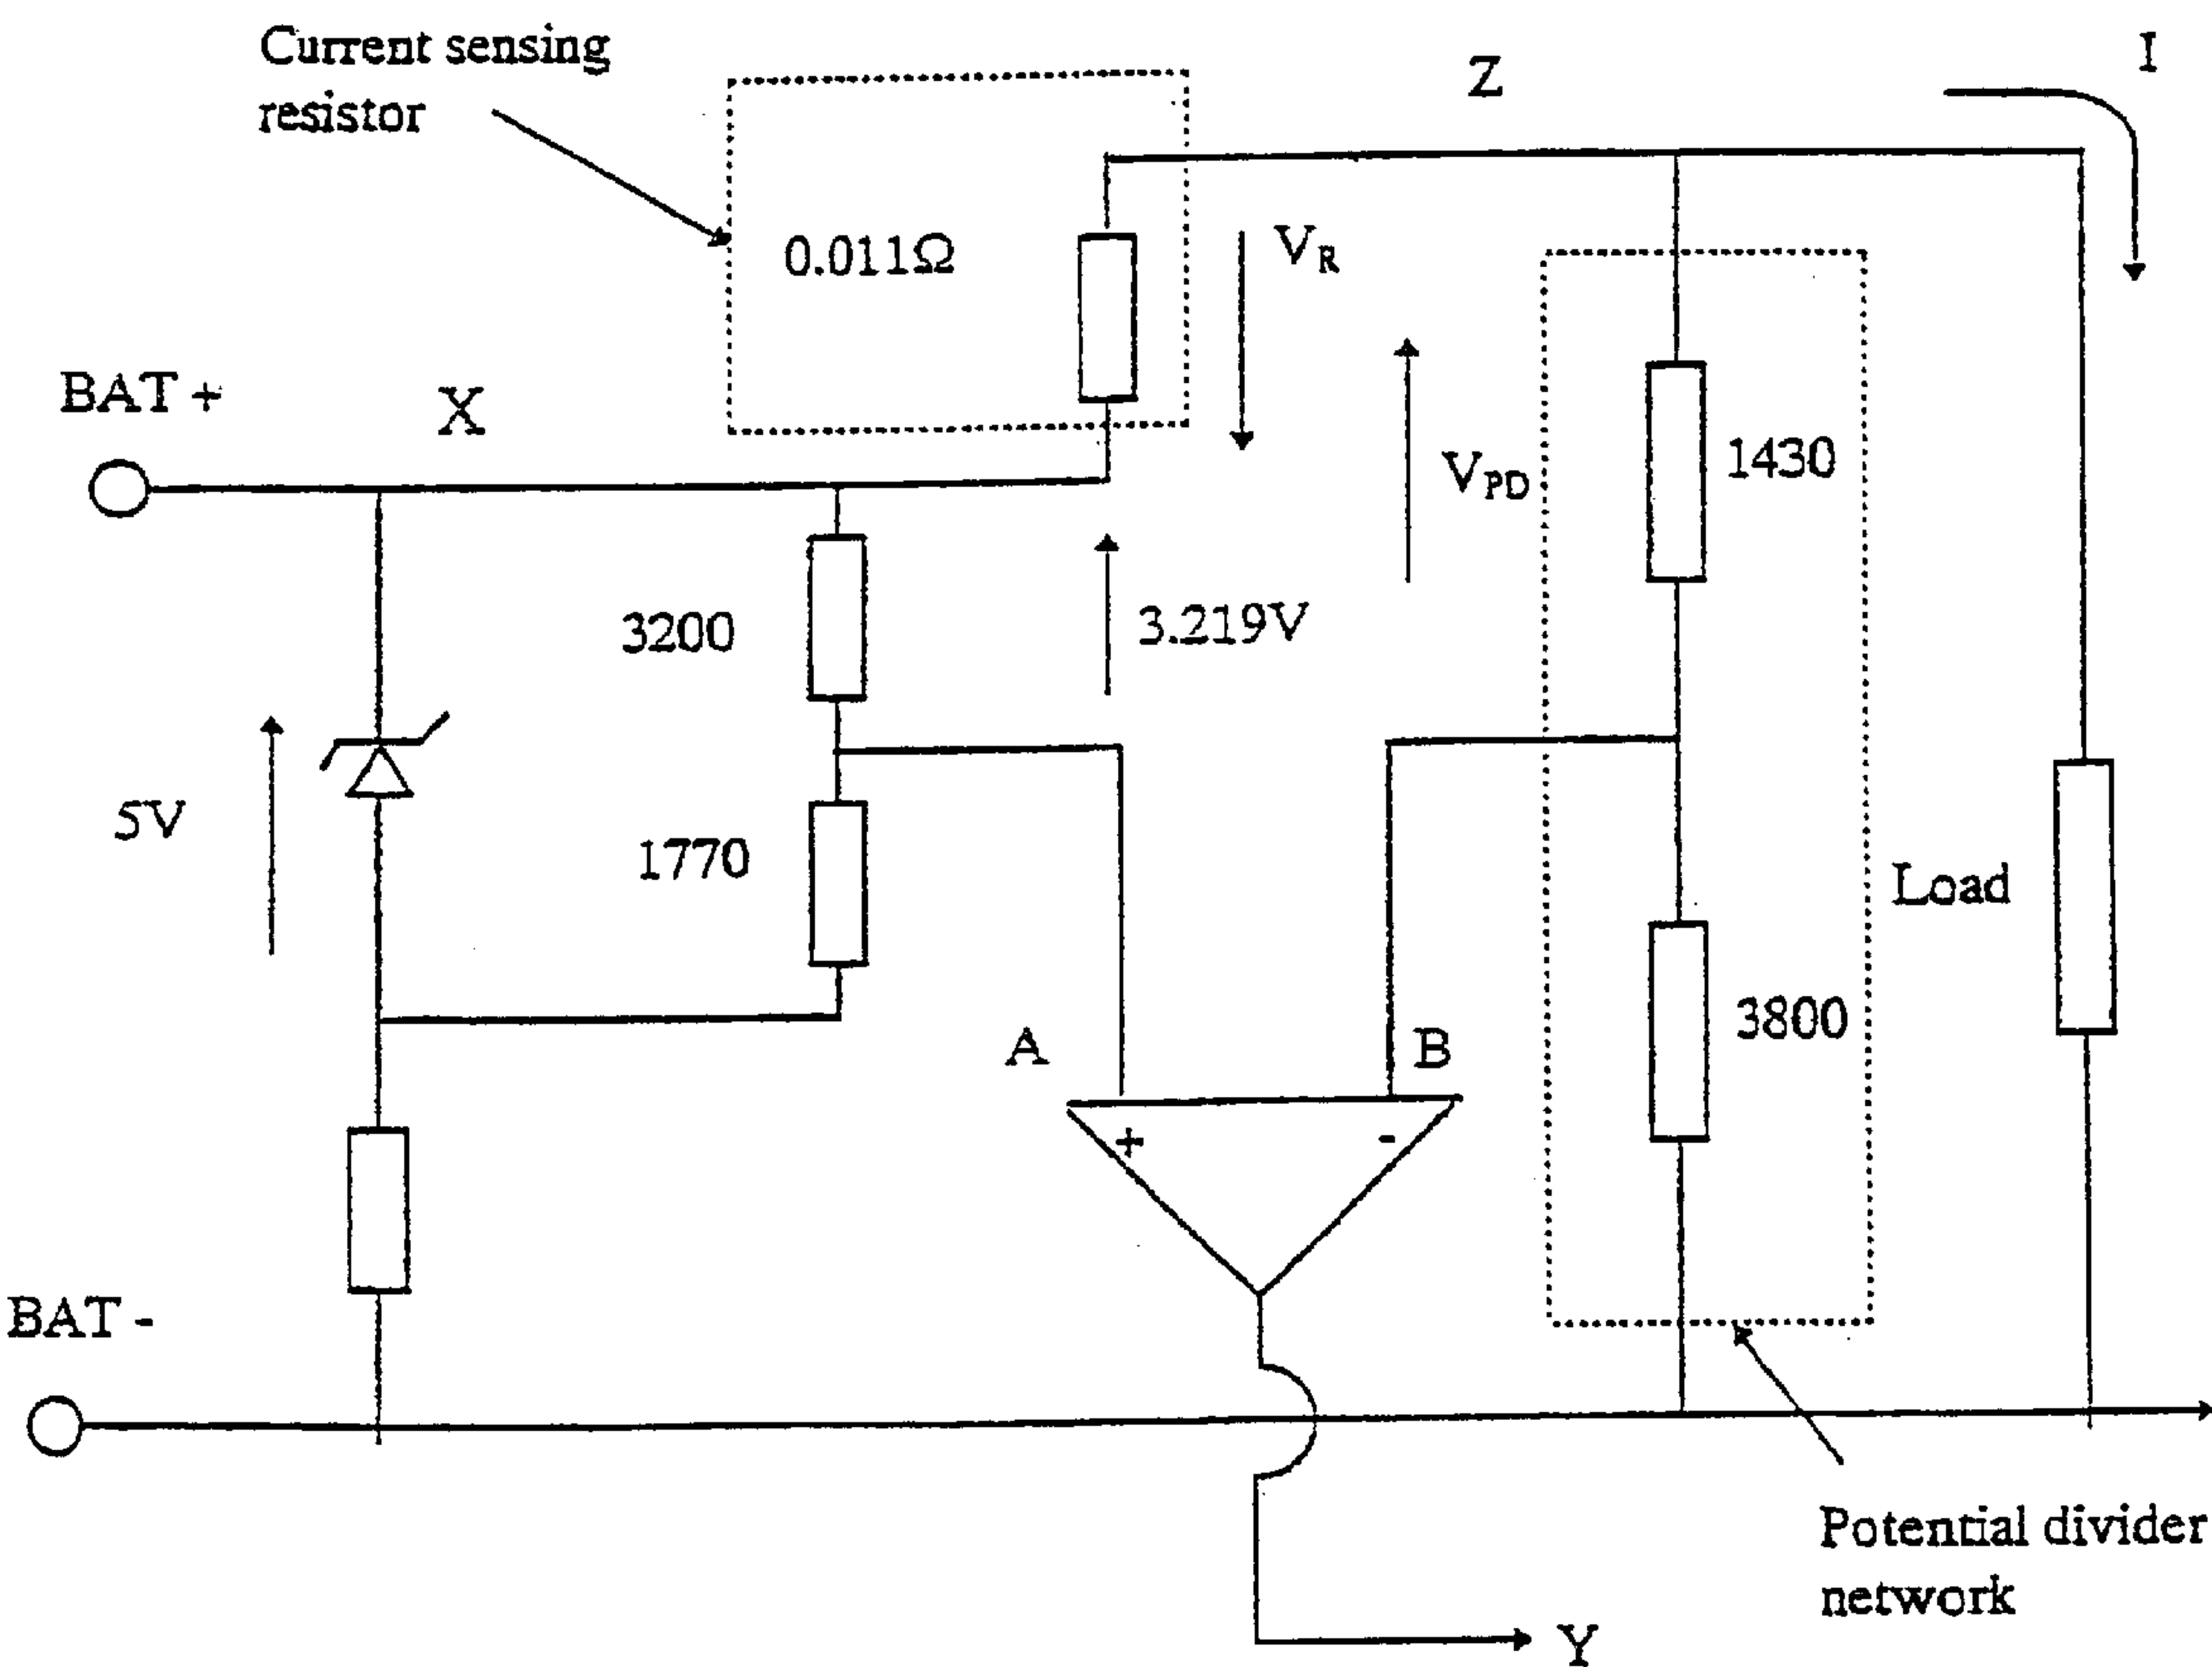 Current sensing
resistor
Z
I
0.011Ω
VR
BAT +
X
1430
VPD
3200
3.219V
5V
1770
Load
3800
A
B
+
-
BAT -
Potential divider
network
Y